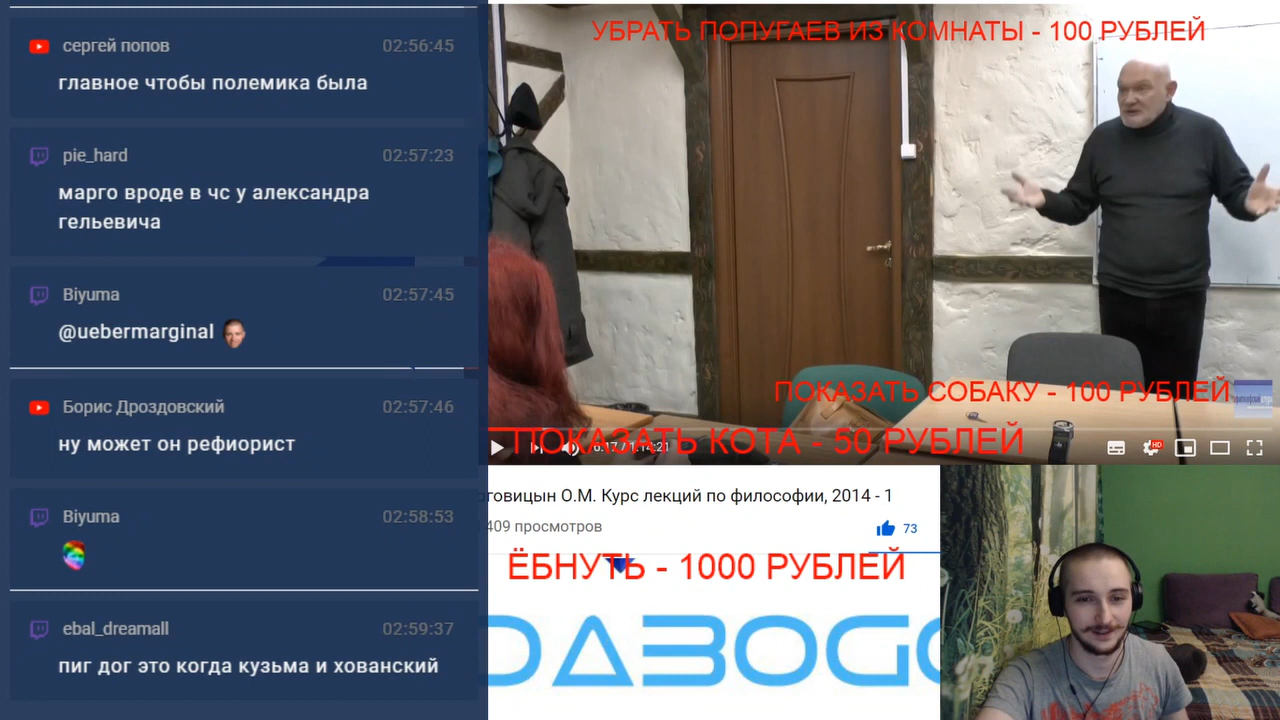 сергей попов 02:56:45
главное чтобы полемика была
pie_hard 02:57:23
марго вроде в чс у александра
гельевича
Biyuma 02:57:45
@uebermarginal
Борис Дроздовский 02:57:46
ну может он рефиорист
Biyuma 02:58:53
ebal_dreamall 02:59:37
пиг дог это когда кузьма и хованский
УБРАТЬ ПОПУГАЕВ ИЗ КОМНАТЫ - 100 РУБЛЕЙ
ПОКАЗАТЬ СОБАКУ - 100 РУБЛЕЙ
ПОКАЗАТЬ КОТА - 50 РУБЛЕЙ
HD
говицын О.М. Курс лекций по философии, 2014 - 1
409 просмотров
73
ЁБНУТЬ - 1000 РУБЛЕЙ